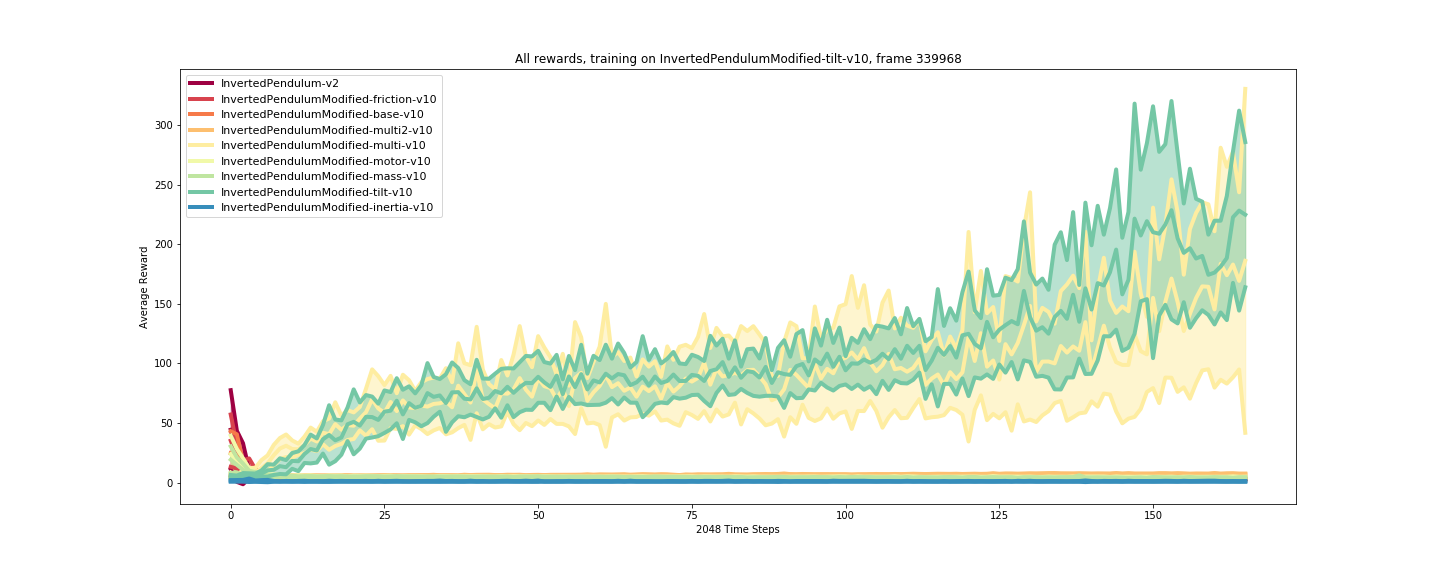 All rewards, training on InvertedPendulumModified-tilt-v10, frame 339968
InvertedPendulum-v2
InvertedPendulumModified-friction-v10
InvertedPendulumModified-base-v10
InvertedPendulumModified-multi2-v10
InvertedPendulumModified-multi-v10
InvertedPendulumModified-motor-v10
InvertedPendulumModified-mass-v10
InvertedPendulumModified-tilt-v10
InvertedPendulumModified-inertia-v10
Average Reward
300
250
200
150
100
50
0
0 25 50 75 100 125 150
2048 Time Steps